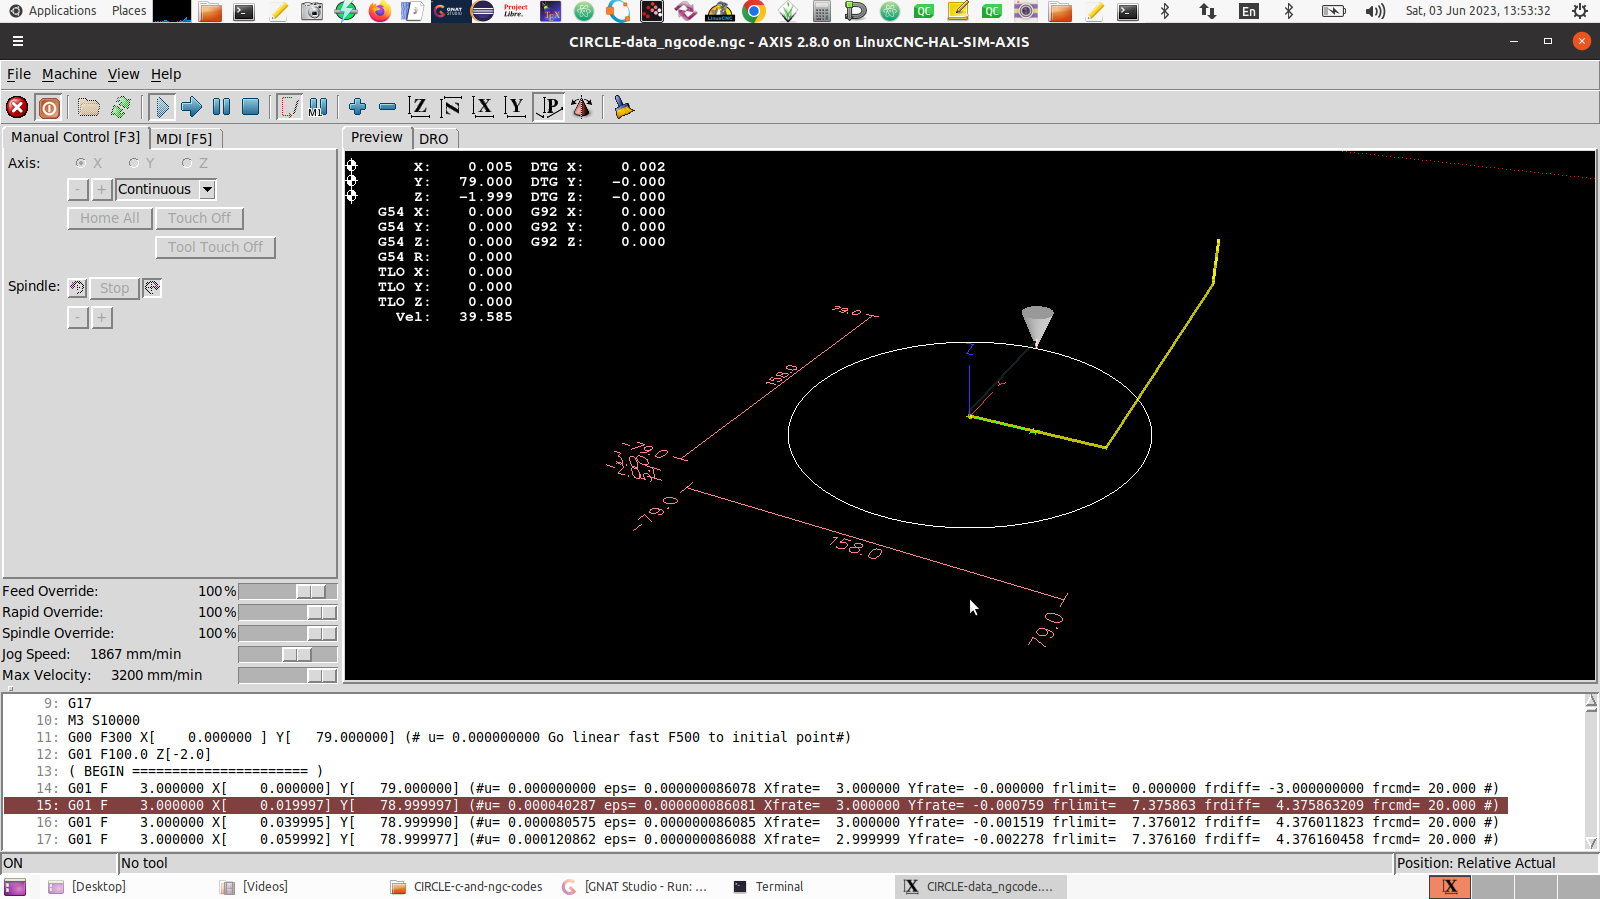 Applications Places En Sat, 03 Jun 2023, 13:53:32
CIRCLE-data_ngcode.ngc - AXIS 2.8.0 on LinuxCNC-HAL-SIM-AXIS
File Machine View Help
Manual Control [F3] MDI [F5]
Preview DRO
Axis: X Y Z
- + Continuous
Home All Touch Off
Tool Touch Off
Spindle: Stop
- +
X: 0.005 DTG X: 0.002
Y: 79.000 DTG Y: -0.000
Z: -1.999 DTG Z: -0.000
G54 X: 0.000 G92 X: 0.000
G54 Y: 0.000 G92 Y: 0.000
G54 Z: 0.000 G92 Z: 0.000
G54 R: 0.000
TLO X: 0.000
TLO Y: 0.000
TLO Z: 0.000
Vel: 39.585
79.0
158.0
-79.0
-79.0
158.0
79.0
Z
Feed Override: 100%
Rapid Override: 100%
Spindle Override: 100%
Jog Speed: 1867 mm/min
Max Velocity: 3200 mm/min
9: G17
10: M3 S10000
11: G00 F300 X[ 0.000000 ] Y[ 79.000000] (# u= 0.000000000 Go linear fast F500 to initial point#)
12: G01 F100.0 Z[-2.0]
13: ( BEGIN ====================== )
14: G01 F 3.000000 X[ 0.000000] Y[ 79.000000] (#u= 0.000000000 eps= 0.000000086078 Xfrate= 3.000000 Yfrate= -0.000000 frlimit= 0.000000 frdiff= -3.000000000 frcmd= 20.000 #)
15: G01 F 3.000000 X[ 0.019997] Y[ 78.999997] (#u= 0.000040287 eps= 0.000000086081 Xfrate= 3.000000 Yfrate= -0.000759 frlimit= 7.375863 frdiff= 4.375863209 frcmd= 20.000 #)
16: G01 F 3.000000 X[ 0.039995] Y[ 78.999990] (#u= 0.000080575 eps= 0.000000086085 Xfrate= 3.000000 Yfrate= -0.001519 frlimit= 7.376012 frdiff= 4.376011823 frcmd= 20.000 #)
17: G01 F 3.000000 X[ 0.059992] Y[ 78.999977] (#u= 0.000120862 eps= 0.000000086088 Xfrate= 2.999999 Yfrate= -0.002278 frlimit= 7.376160 frdiff= 4.376160458 frcmd= 20.000 #)
ON No tool Position: Relative Actual
[Desktop] [Videos] CIRCLE-c-and-ngc-codes [GNAT Studio - Run: ... Terminal CIRCLE-data_ngcode....